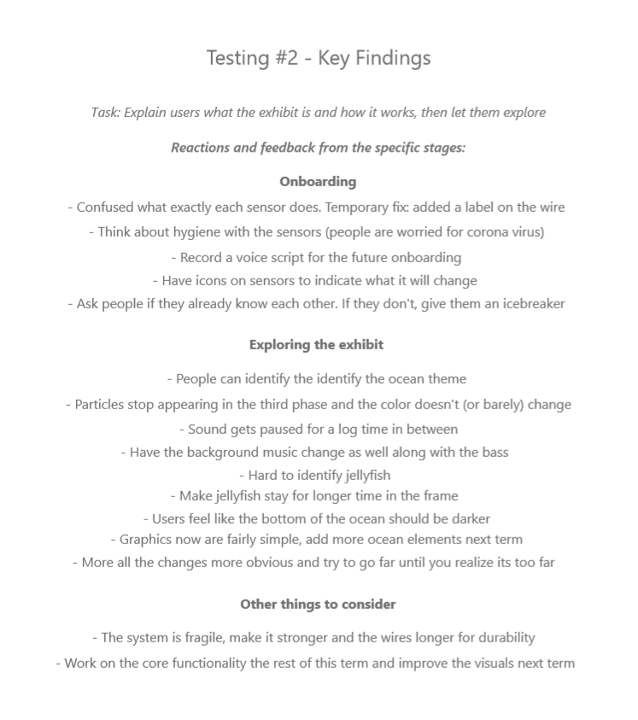 Testing #2 - Key Findings
Task: Explain users what the exhibit is and how it works, then let them explore
Reactions and feedback from the specific stages:
Onboarding
- Confused what exactly each sensor does. Temporary fix: added a label on the wire
- Think about hygiene with the sensors (people are worried for corona virus)
- Record a voice script for the future onboarding
- Have icons on sensors to indicate what it will change
- Ask people if they already know each other. If they don't, give them an icebreaker
Exploring the exhibit
- People can identify the identify the ocean theme
- Particles stop appearing in the third phase and the color doesn't (or barely) change
- Sound gets paused for a log time in between
- Have the background music change as well along with the bass
- Hard to identify jellyfish
- Make jellyfish stay for longer time in the frame
- Users feel like the bottom of the ocean should be darker
- Graphics now are fairly simple, add more ocean elements next term
- More all the changes more obvious and try to go far until you realize its too far
Other things to consider
- The system is fragile, make it stronger and the wires longer for durability
- Work on the core functionality the rest of this term and improve the visuals next term